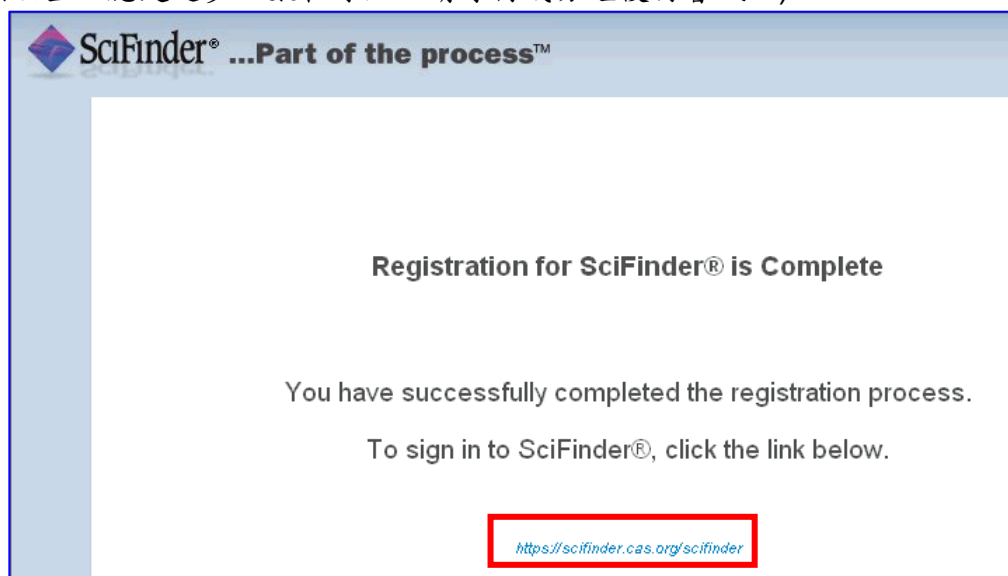 SciFinder® ...Part of the process™
Registration for SciFinder® is Complete
You have successfully completed the registration process.
To sign in to SciFinder®, click the link below.
https://scifinder.cas.org/scifinder